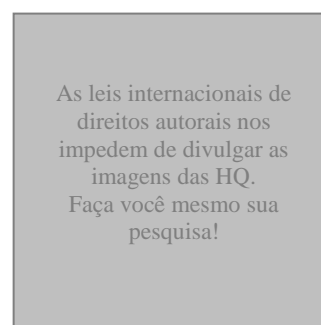 As leis internacionais de
direitos autorais nos
impedem de divulgar as
imagens das HQ.
Faça você mesmo sua
pesquisa!